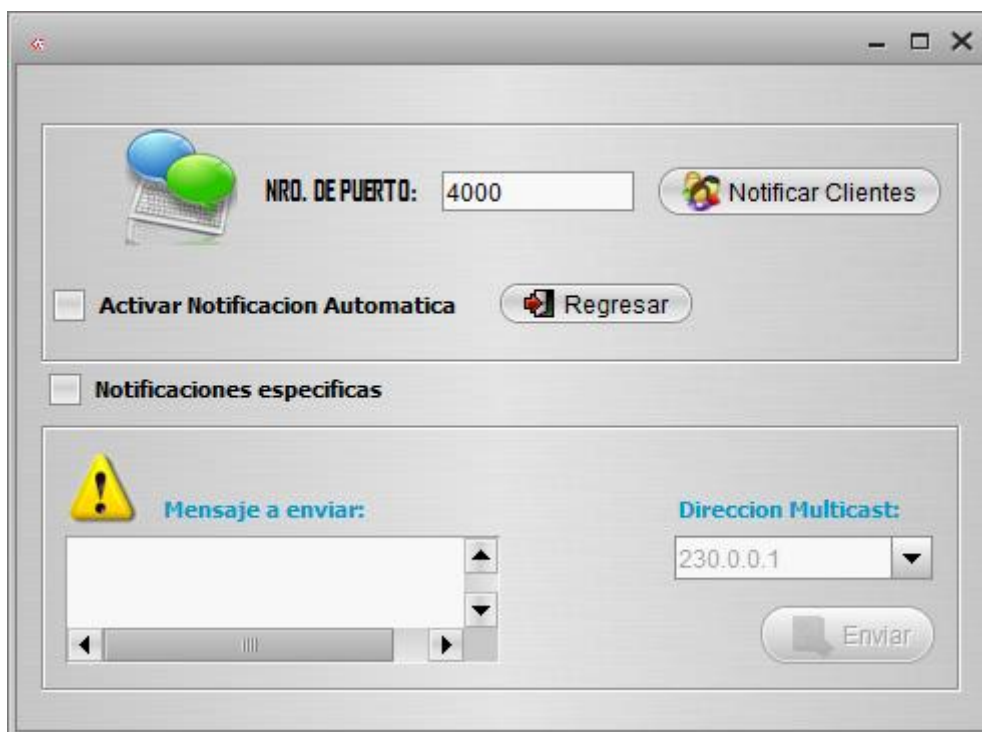 NRO. DE PUERTO: 4000 Notificar Clientes
Activar Notificacion Automatica Regresar
Notificaciones especificas
Mensaje a enviar: Direccion Multicast:
230.0.0.1
Enviar